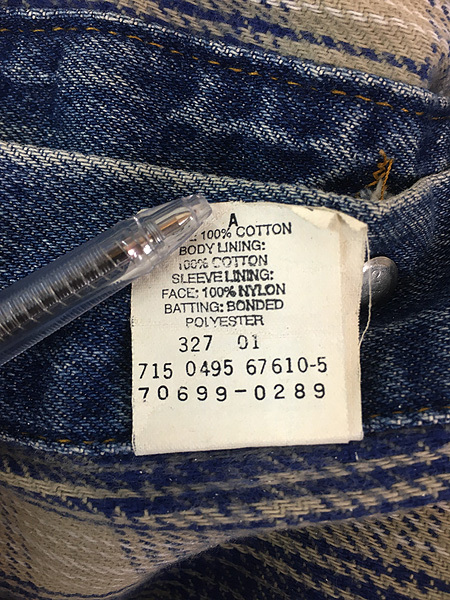 A
100% COTTON
BODY LINING:
100% COTTON
SLEEVE LINING:
FACE: 100% NYLON
BATTING: BONDED
POLYESTER
327 01
715 0495 67610-5
70699-0289